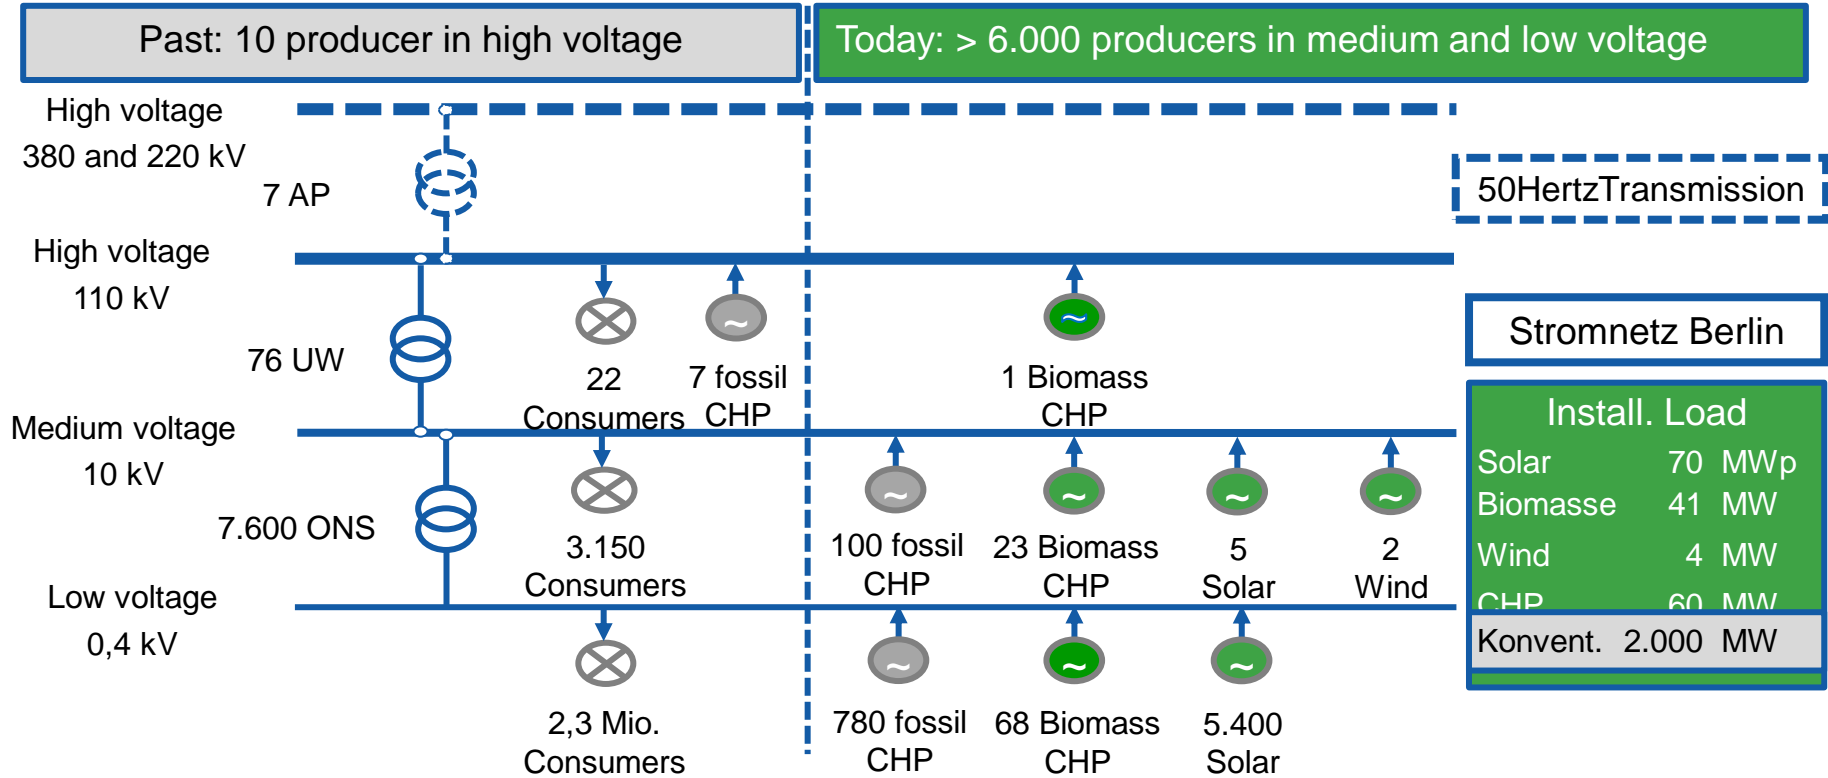 Past: 10 producer in high voltage
Today: > 6.000 producers in medium and low voltage
High voltage
380 and 220 kV
7 AP
50HertzTransmission
High voltage
110 kV
76 UW
22
Consumers
7 fossil
CHP
1 Biomass
CHP
Stromnetz Berlin
Medium voltage
10 kV
7.600 ONS
3.150
Consumers
100 fossil
CHP
23 Biomass
CHP
5
Solar
2
Wind
Install. Load
Solar 70 MWp
Biomasse 41 MW
Wind 4 MW
CHP 60 MW
Konvent. 2.000 MW
Low voltage
0,4 kV
2,3 Mio.
Consumers
780 fossil
CHP
68 Biomass
CHP
5.400
Solar